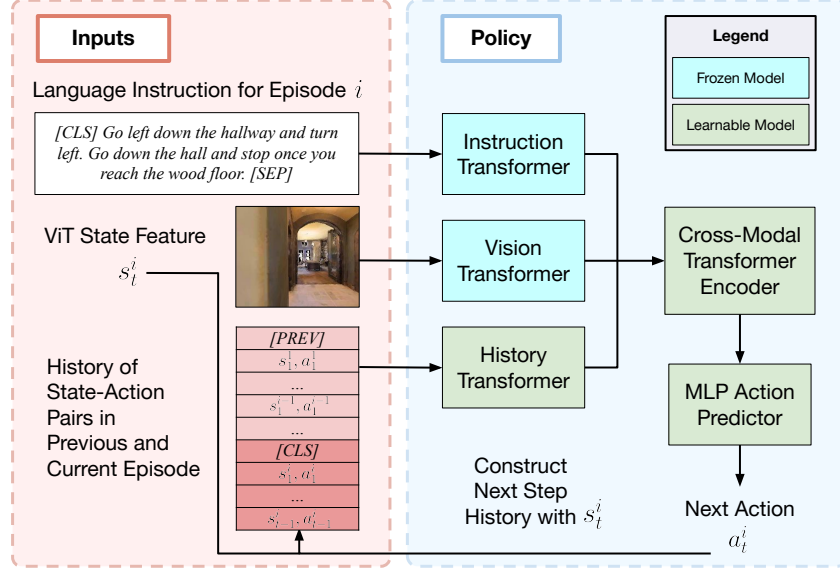 Inputs
Language Instruction for Episode i
[CLS] Go left down the hallway and turn
left. Go down the hall and stop once you
reach the wood floor. [SEP]
ViT State Feature
s_t^i
History of
State-Action
Pairs in
Previous and
Current Episode
[PREV]
s_1^1, a_1^1
...
s_1^{i-1}, a_1^{i-1}
...
[CLS]
s_1^i, a_1^i
...
s_{t-1}^i, a_{t-1}^i
Policy
Instruction
Transformer
Vision
Transformer
History
Transformer
Construct
Next Step
History with s_t^i
Legend
Frozen Model
Learnable Model
Cross-Modal
Transformer
Encoder
MLP Action
Predictor
Next Action
a_t^i